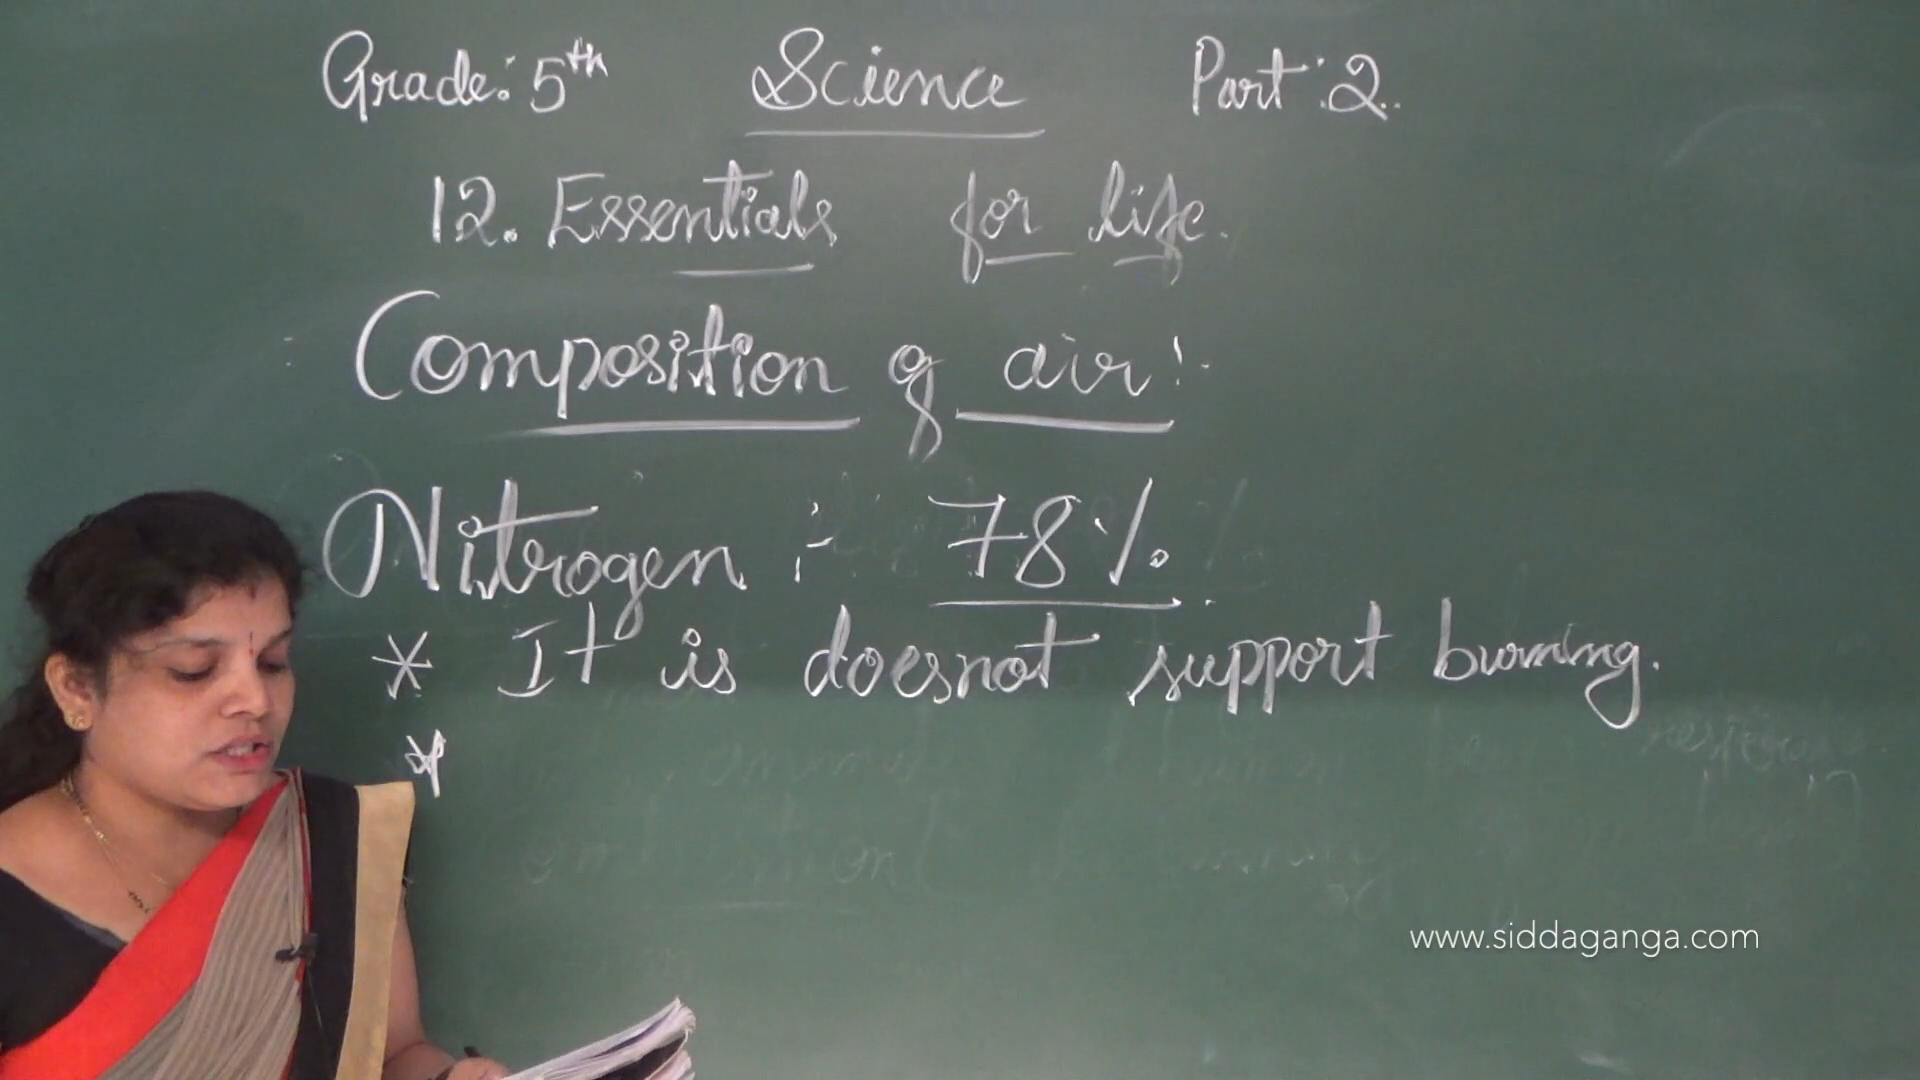 Grade: 5th Science Part: 2.
12. Essentials for life.
Composition of air:-
Nitrogen :- 78%.
* It is doesnot support burning.
*
www.siddaganga.com